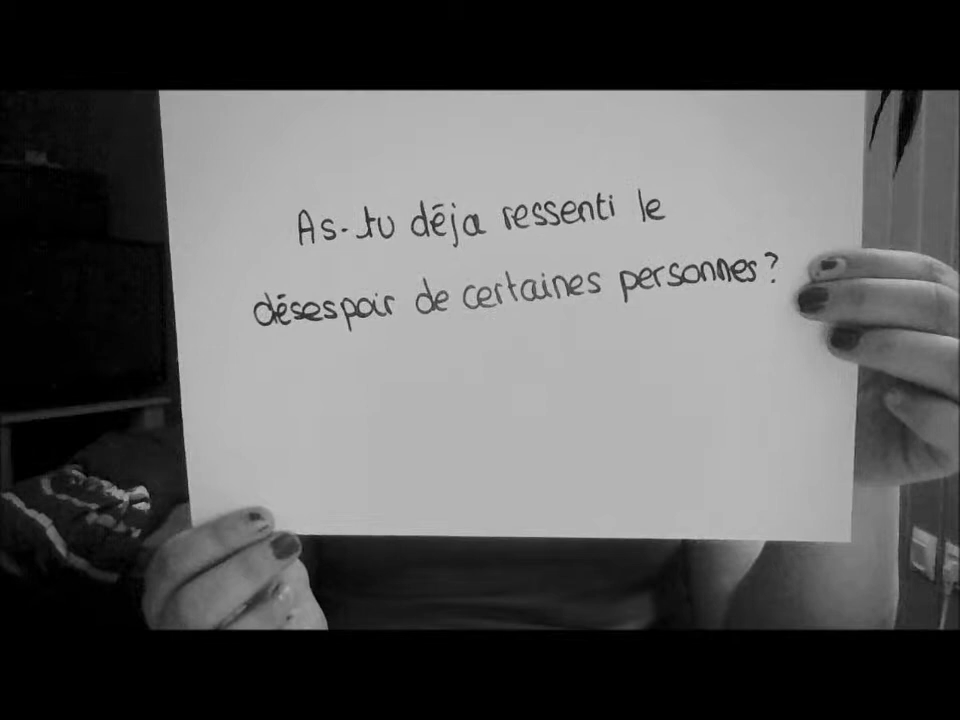 As-tu déja ressenti le
désespoir de certaines personnes?